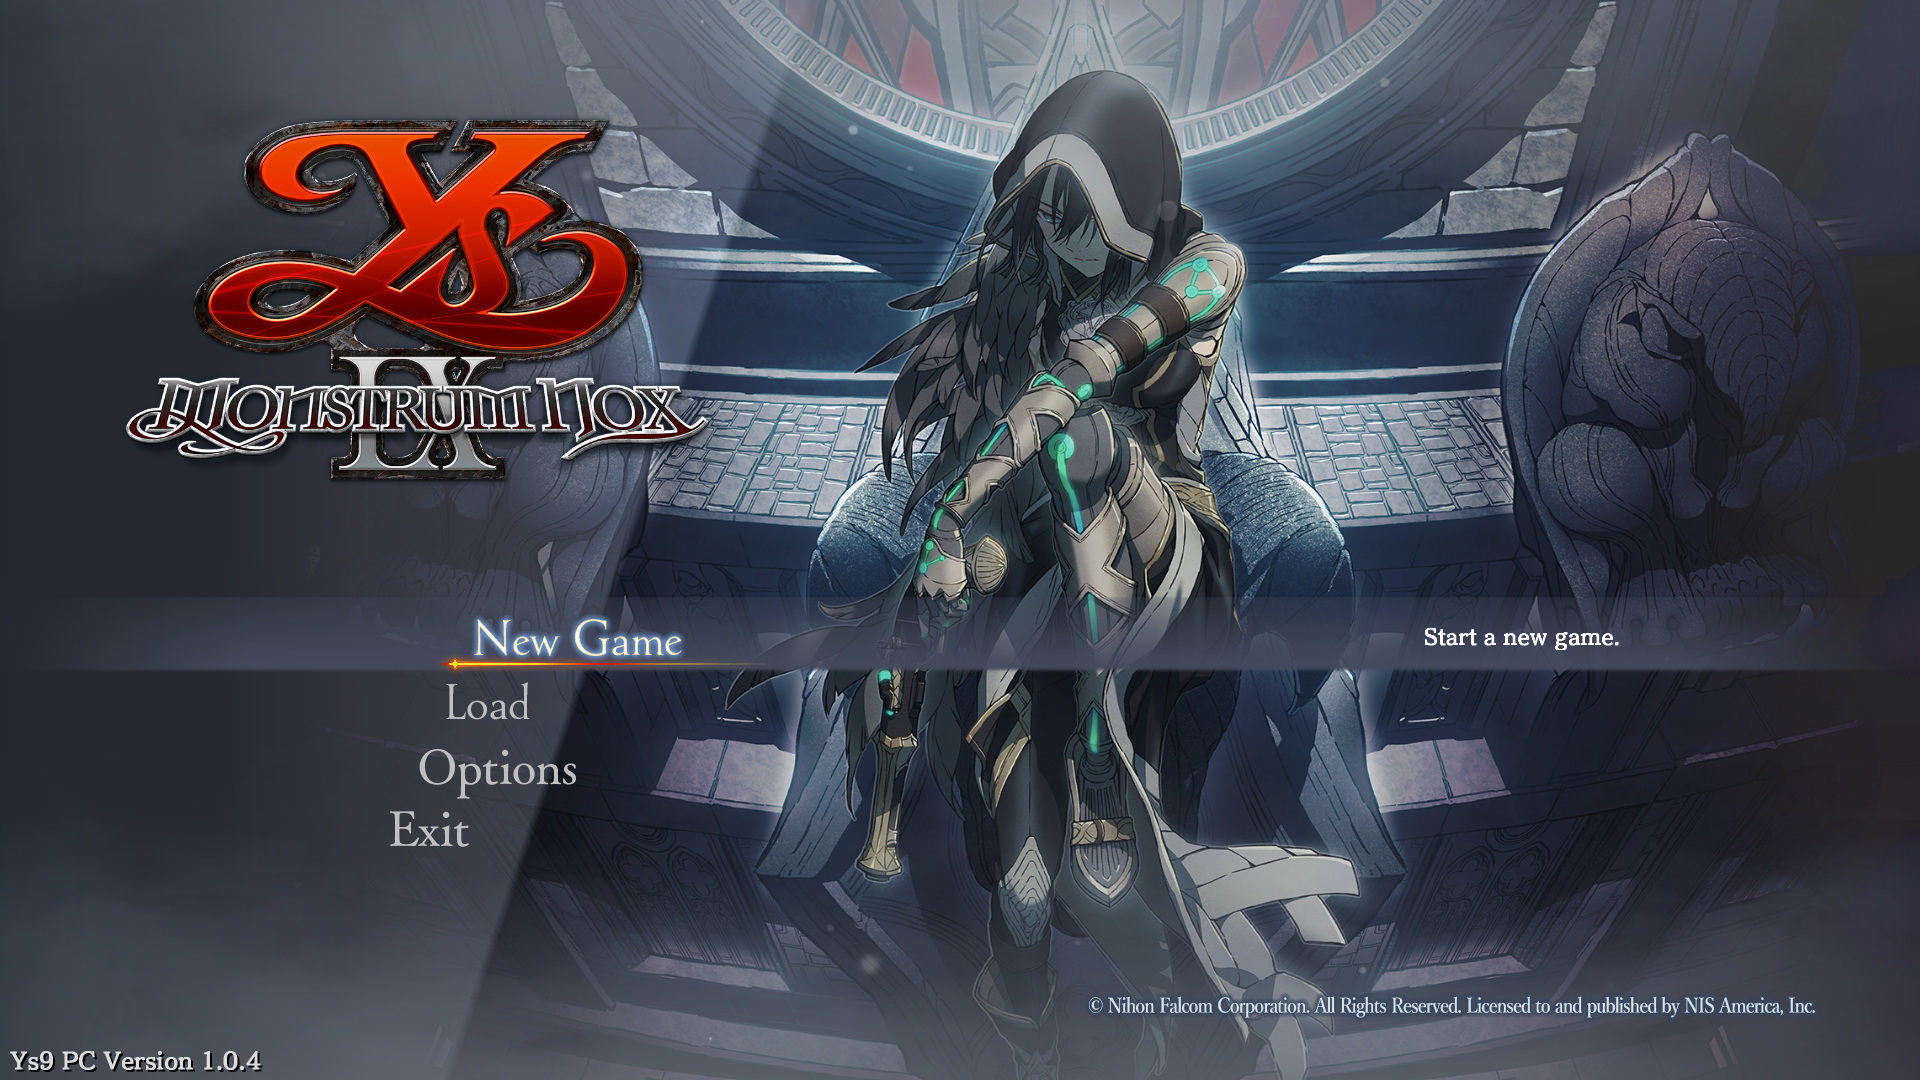 Ys
IX
MONSTRUM NOX
New Game
Start a new game.
Load
Options
Exit
© Nihon Falcom Corporation. All Rights Reserved. Licensed to and published by NIS America, Inc.
Ys9 PC Version 1.0.4